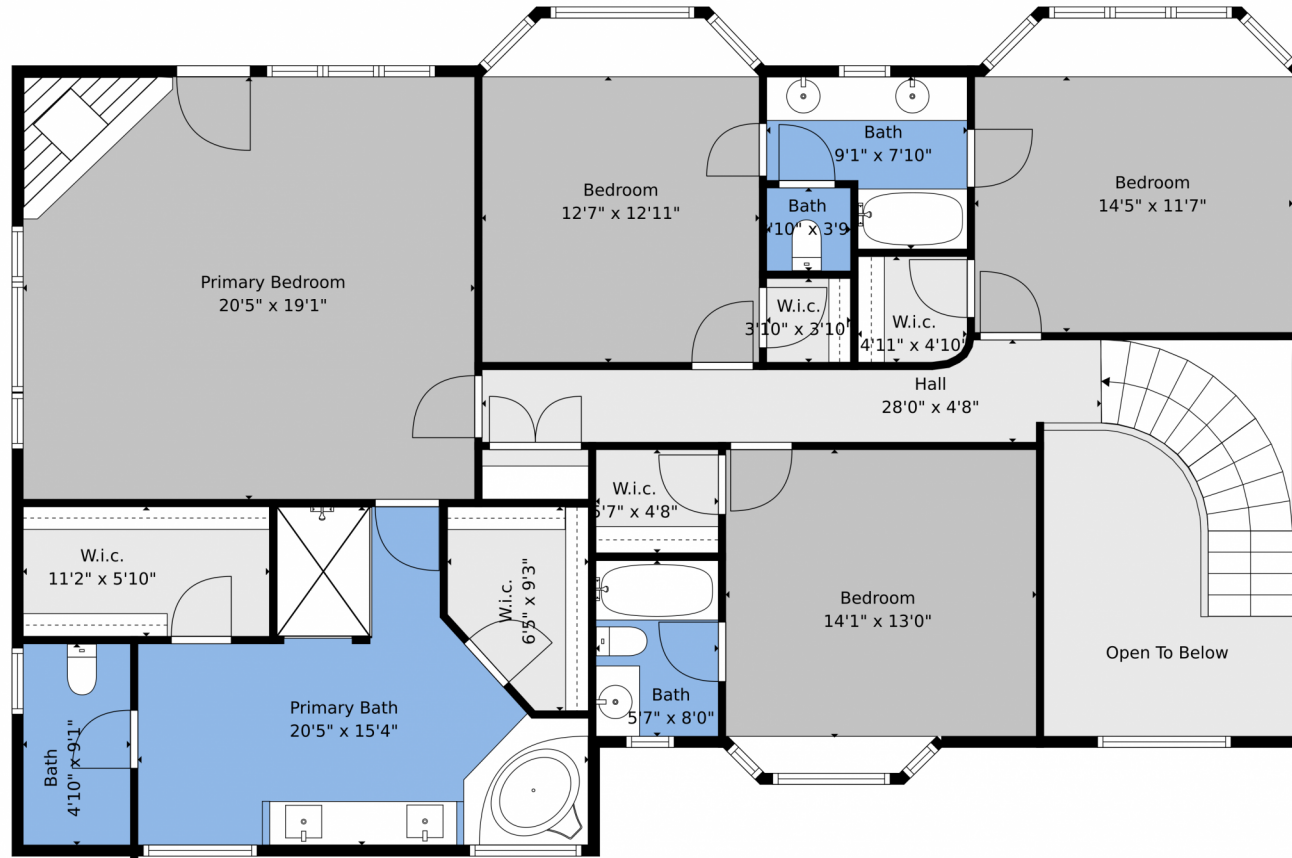 Bath
9'1" x 7'10"
Bedroom
12'7" x 12'11"
Bedroom
14'5" x 11'7"
Bath
'10" x 3'9
Primary Bedroom
20'5" x 19'1"
W.i.c.
3'10" x 3'10"
W.i.c.
4'11" x 4'10"
Hall
28'0" x 4'8"
W.i.c.
5'7" x 4'8"
W.i.c.
11'2" x 5'10"
W.i.c.
6'5" x 9'3"
Bedroom
14'1" x 13'0"
Open To Below
Primary Bath
20'5" x 15'4"
Bath
5'7" x 8'0"
Bath
4'10" x 9'1"